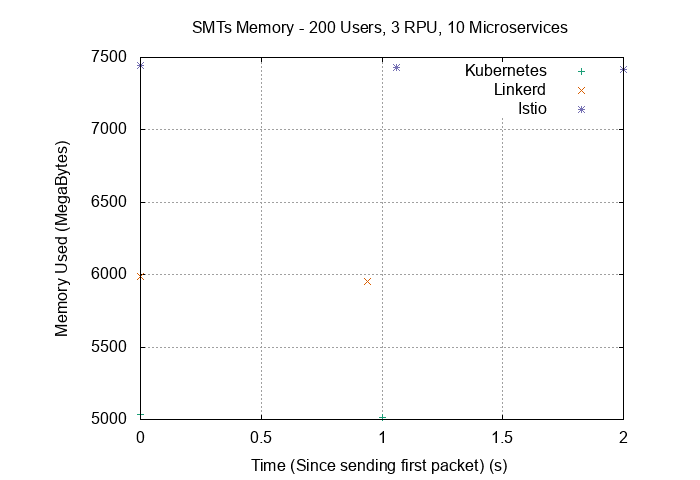 SMTs Memory - 200 Users, 3 RPU, 10 Microservices
7500
7000
6500
6000
5500
5000
Memory Used (MegaBytes)
Kubernetes
Linkerd
Istio
0
0.5
1
1.5
2
Time (Since sending first packet) (s)